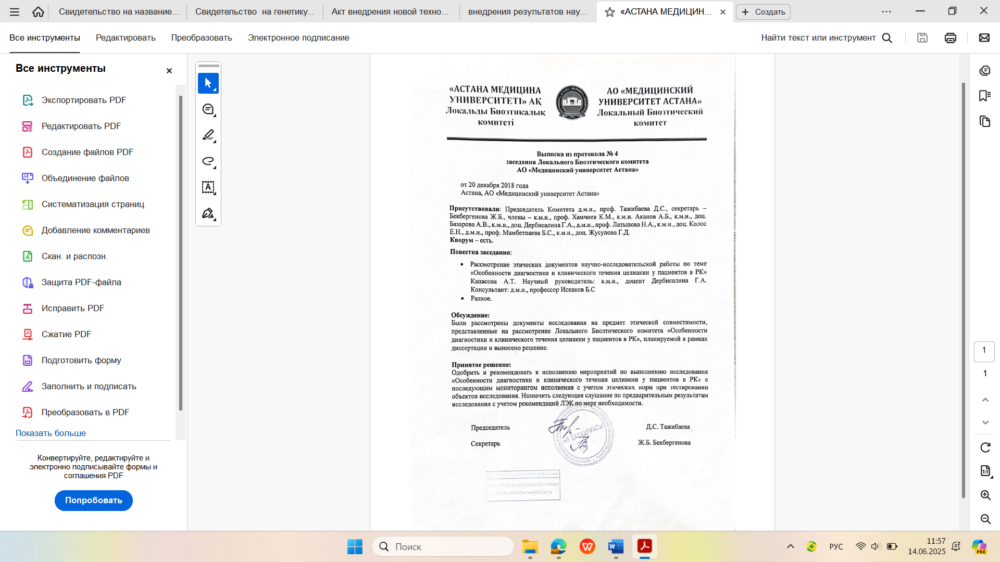 Свидетельство на название...
Свидетельство на генетику...
Акт внедрения новой техно...
внедрения результатов нау...
«АСТАНА МЕДИЦИН...
Создать
Все инструменты
Редактировать
Преобразовать
Электронное подписание
Найти текст или инструмент
Все инструменты
Экспортировать PDF
Редактировать PDF
Создание файлов PDF
Объединение файлов
Систематизация страниц
Добавление комментариев
Скан. и распозн.
Защита PDF-файла
Исправить PDF
Сжатие PDF
Подготовить форму
Заполнить и подписать
Преобразовать в PDF
Показать больше
Конвертируйте, редактируйте и
электронно подписывайте формы и
соглашения PDF
Попробовать
«АСТАНА МЕДИЦИНА
УНИВЕРСИТЕТІ» АҚ
Локальды Биоэтикалық
комитеті
АО «МЕДИЦИНСКИЙ
УНИВЕРСИТЕТ АСТАНА»
Локальный Биоэтический
комитет
Выписка из протокола № 4
заседания Локального Биоэтического комитета
АО «Медицинский университет Астана»
от 20 декабря 2018 года
Астана, АО «Медицинский университет Астана»
Присутствовали: Председатель Комитета д.м.н., проф. Тажибаева Д.С., секретарь –
Бекбергенова Ж.Б., члены – к.м.н., проф. Хамчиев К.М., к.м.н. Аканов А.Б., к.м.н., доц.
Базарова А.В., к.м.н., доц. Дербисалина Г.А., д.м.н., проф. Латыпова Н.А., к.м.н., доц. Колос
Е.Н., д.м.н., проф. Мамбетпаева Б.С., к.м.н., доц. Жусупова Г.Д.
Кворум – есть.
Повестка заседания:
• Рассмотрение этических документов научно-исследовательской работы по теме
«Особенности диагностики и клинического течения целиакии у пациентов в РК»
Капасова А.Т. Научный руководитель: к.м.н., доцент Дербисалина Г.А.
Консультант: д.м.н., профессор Искаков Б.С
• Разное.
Обсуждение:
Были рассмотрены документы исследования на предмет этической совместимости,
представленные на рассмотрение Локального Биоэтического комитета «Особенности
диагностики и клинического течения целиакии у пациентов в РК», планируемой в рамках
диссертации и вынесено решение.
Принятое решение:
Одобрить и рекомендовать к исполнению мероприятий по выполнению исследования
«Особенности диагностики и клинического течения целиакии у пациентов в РК» с
последующим мониторингом исполнения с учетом этических норм при тестировании
объектов исследования. Назначить следующее слушание по предварительным результатам
исследования с учетом рекомендаций ЛЭК по мере необходимости.
Председатель
Д.С. Тажибаева
Секретарь
Ж.Б. Бекбергенова
HR БАСҚАРМАСЫ
ҚОЛДАРЫН РАСТАЙМЫН
HR БАСҚАРМАСЫНЫҢ БАСШЫСЫ
1
1
1:1
Поиск
РУС
11:57
14.06.2025
PRE